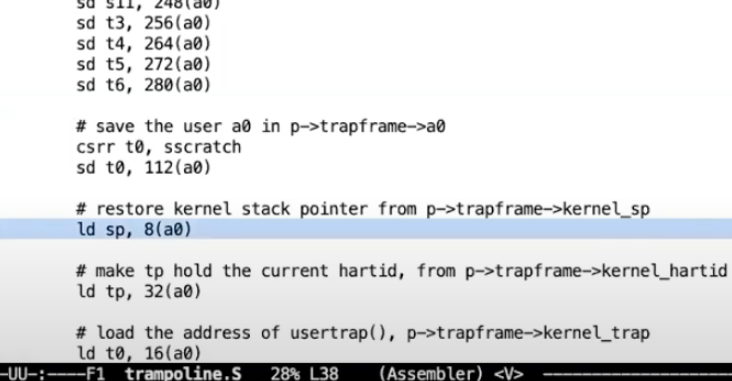 sd s11, 248(a0)
sd t3, 256(a0)
sd t4, 264(a0)
sd t5, 272(a0)
sd t6, 280(a0)
# save the user a0 in p->trapframe->a0
csrr t0, sscratch
sd t0, 112(a0)
# restore kernel stack pointer from p->trapframe->kernel_sp
ld sp, 8(a0)
# make tp hold the current hartid, from p->trapframe->kernel_hartid
ld tp, 32(a0)
# load the address of usertrap(), p->trapframe->kernel_trap
ld t0, 16(a0)
-UU-:----F1 trampoline.S 28% L38 (Assembler) <V> --------------------